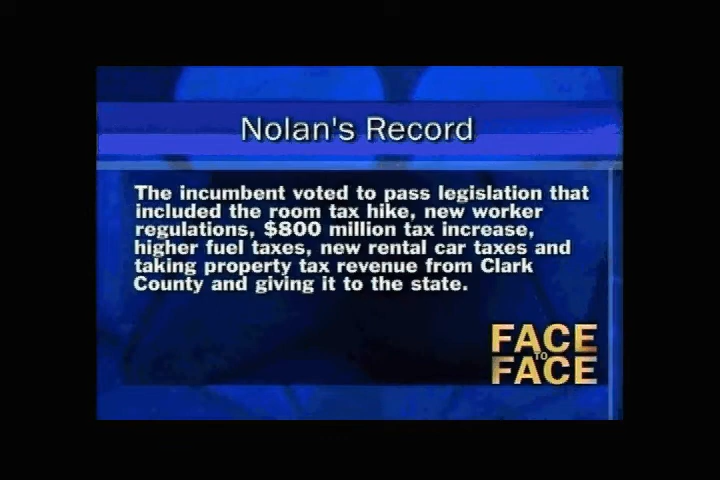 Nolan's Record
The incumbent voted to pass legislation that
included the room tax hike, new worker
regulations, $800 million tax increase,
higher fuel taxes, new rental car taxes and
taking property tax revenue from Clark
County and giving it to the state.
FACE
TO
FACE